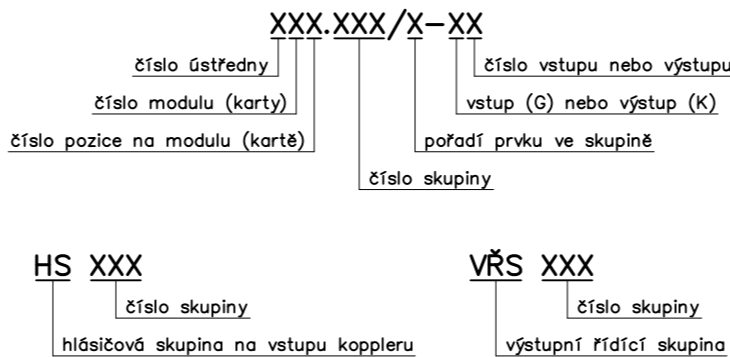 XXX.XXX/X-XX
číslo ústředny
číslo vstupu nebo výstupu
číslo modulu (karty)
vstup (G) nebo výstup (K)
číslo pozice na modulu (kartě)
pořadí prvku ve skupině
číslo skupiny
HS XXX
VŘS XXX
číslo skupiny
číslo skupiny
hlásičová skupina na vstupu koppleru
výstupní řídící skupina